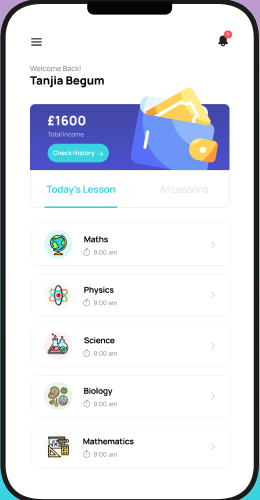 Welcome Back!
Tanjia Begum
£1600
Total Income
Check History
Today's Lesson
All Lessons
Maths
9:00 am
Physics
9:00 am
Science
9:00 am
Biology
9:00 am
Mathematics
9:00 am